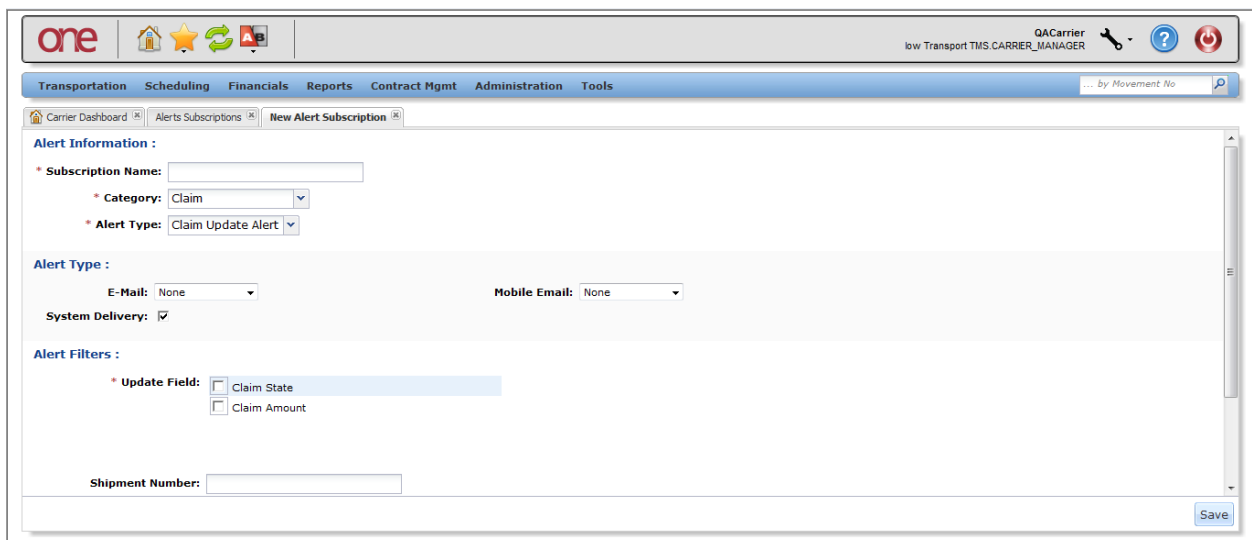 one
AB
QACarrier
low Transport TMS.CARRIER_MANAGER
?
Transportation Scheduling Financials Reports Contract Mgmt Administration Tools
... by Movement No
Carrier Dashboard Alerts Subscriptions New Alert Subscription
Alert Information :
* Subscription Name:
* Category: Claim
* Alert Type: Claim Update Alert
Alert Type :
E-Mail: None Mobile Email: None
System Delivery:
Alert Filters :
* Update Field: Claim State
Claim Amount
Shipment Number:
Save